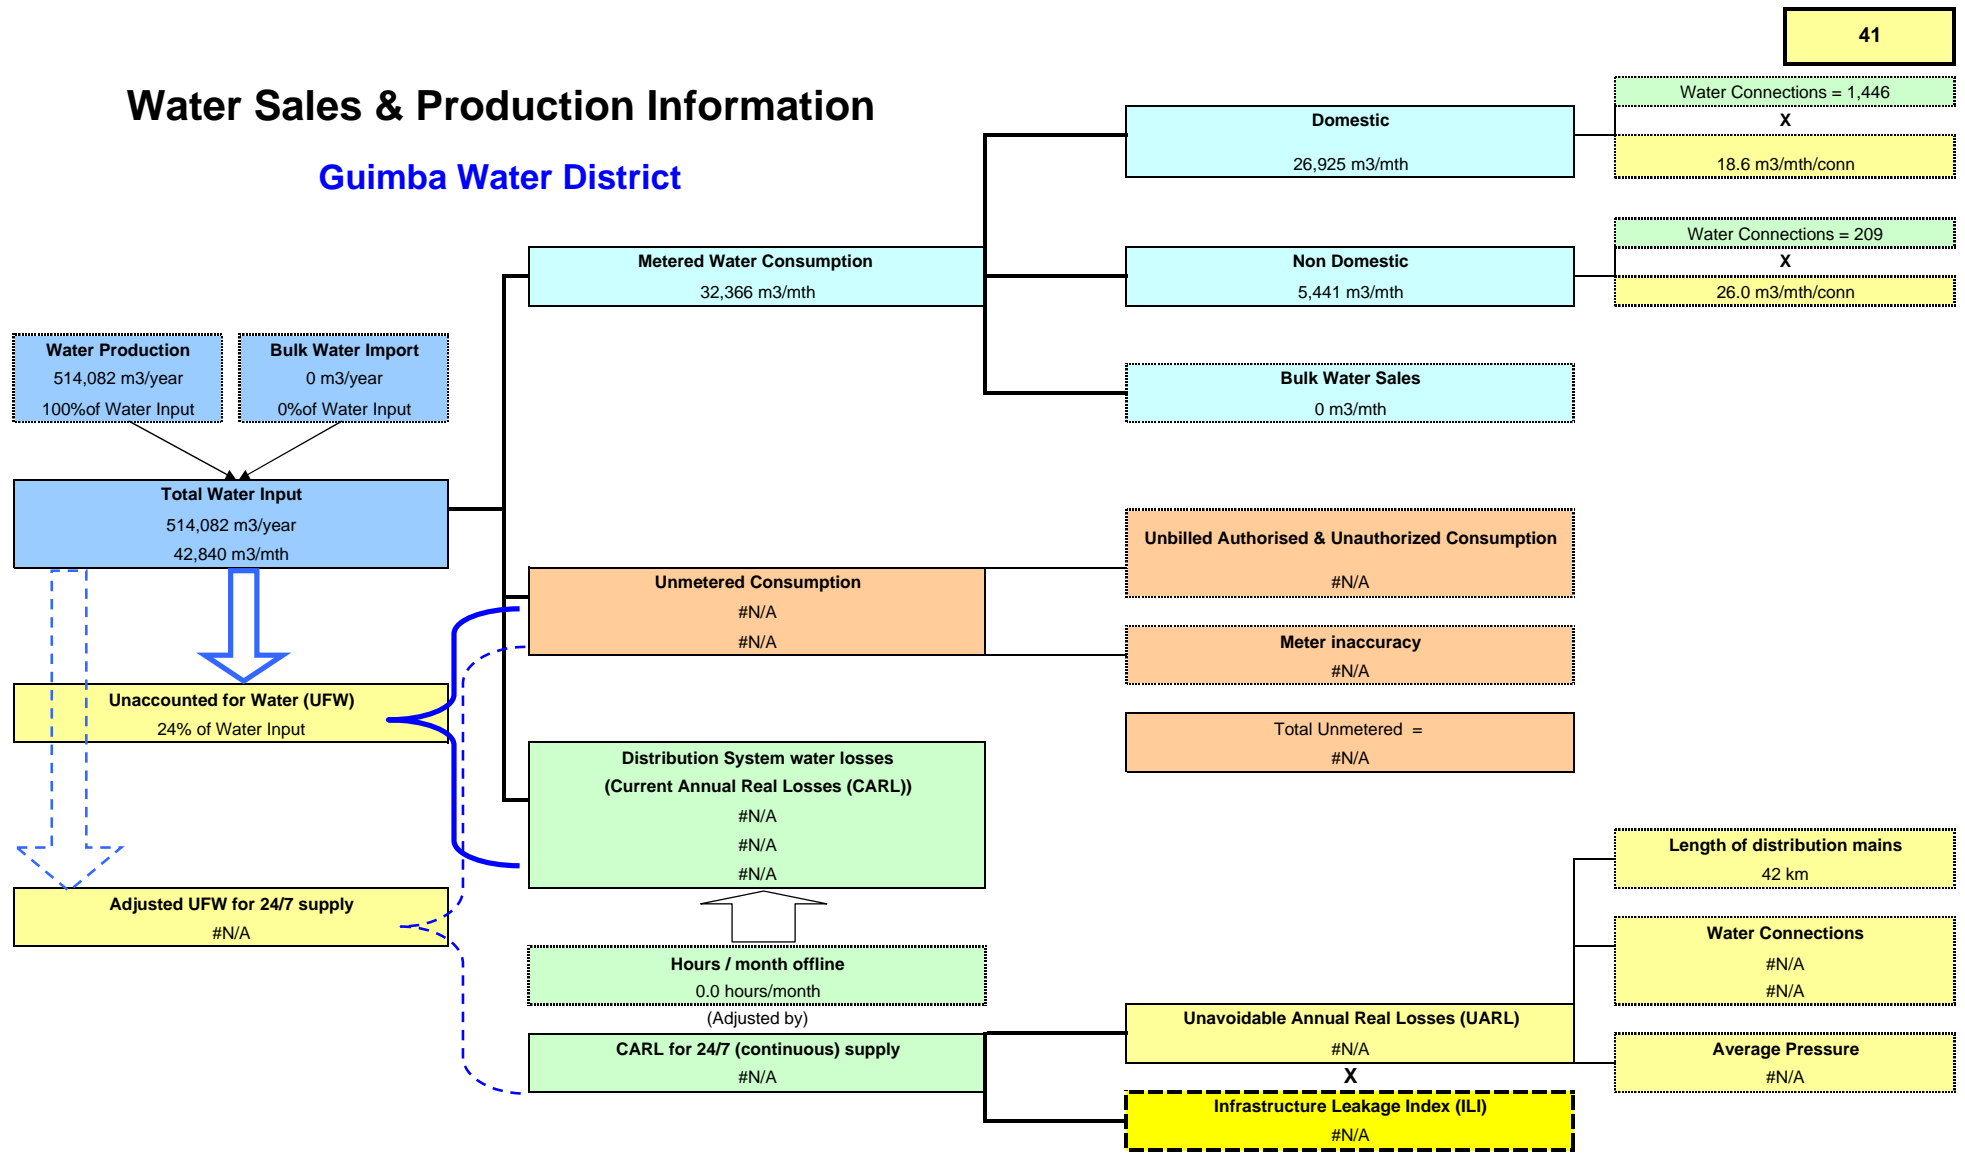 41
Water Sales & Production Information
Guimba Water District
Water Connections = 1,446
X
18.6 m3/mth/conn
Domestic
26,925 m3/mth
Water Connections = 209
X
26.0 m3/mth/conn
Metered Water Consumption
32,366 m3/mth
Non Domestic
5,441 m3/mth
Water Production
514,082 m3/year
100%of Water Input
Bulk Water Import
0 m3/year
0%of Water Input
Bulk Water Sales
0 m3/mth
Total Water Input
514,082 m3/year
42,840 m3/mth
Unbilled Authorised & Unauthorized Consumption
#N/A
Unmetered Consumption
#N/A
#N/A
Meter inaccuracy
#N/A
Unaccounted for Water (UFW)
24% of Water Input
Total Unmetered =
#N/A
Distribution System water losses
(Current Annual Real Losses (CARL))
#N/A
#N/A
#N/A
Length of distribution mains
42 km
Adjusted UFW for 24/7 supply
#N/A
Water Connections
#N/A
#N/A
Hours / month offline
0.0 hours/month
(Adjusted by)
CARL for 24/7 (continuous) supply
#N/A
Unavoidable Annual Real Losses (UARL)
#N/A
X
Average Pressure
#N/A
Infrastructure Leakage Index (ILI)
#N/A